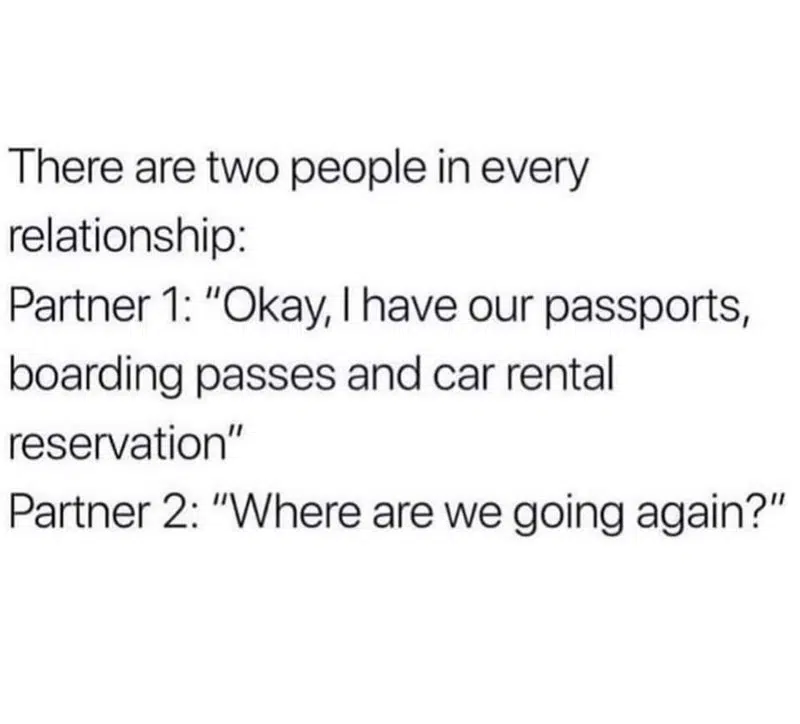 There are two people in every
relationship:
Partner 1: "Okay, I have our passports,
boarding passes and car rental
reservation"
Partner 2: "Where are we going again?"